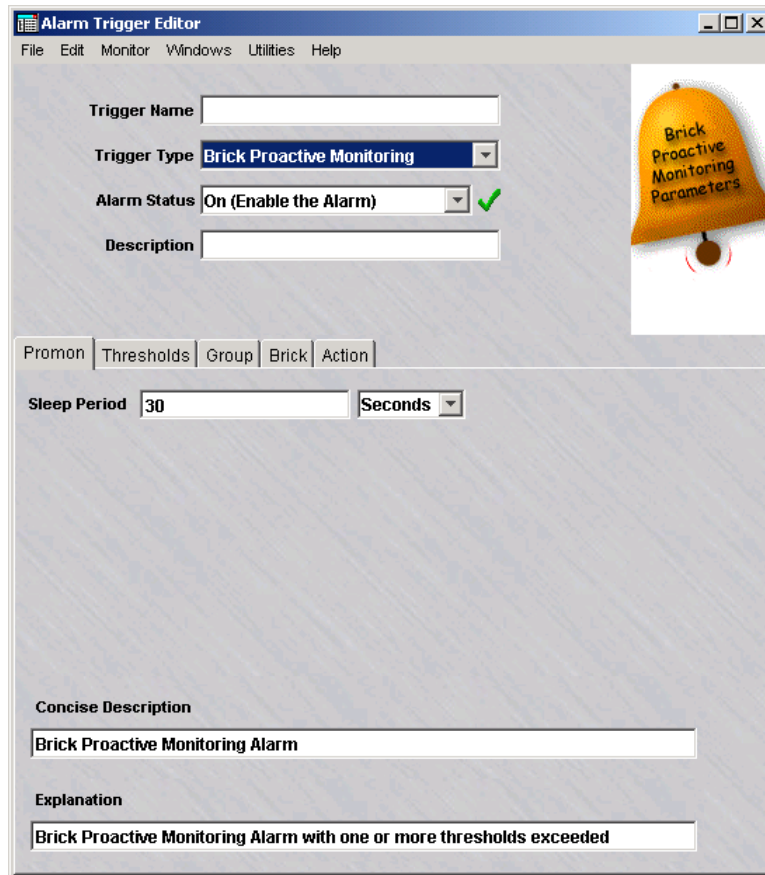 Alarm Trigger Editor
File Edit Monitor Windows Utilities Help
Trigger Name
Trigger Type Brick Proactive Monitoring
Alarm Status On (Enable the Alarm)
Description
Brick
Proactive
Monitoring
Parameters
Promon Thresholds Group Brick Action
Sleep Period 30 Seconds
Concise Description
Brick Proactive Monitoring Alarm
Explanation
Brick Proactive Monitoring Alarm with one or more thresholds exceeded